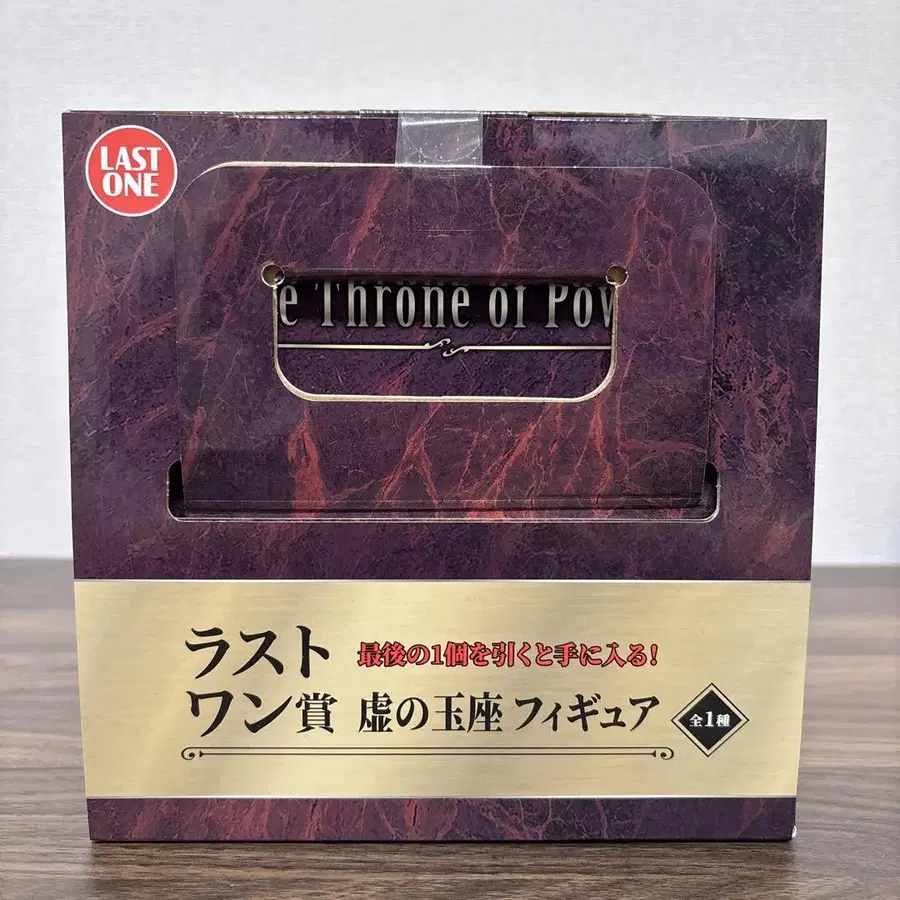 LAST
ONE
e Throne of Pow
ラスト
ワン賞
最後の1個を引くと手に入る!
虚の玉座 フィギュア
全1種